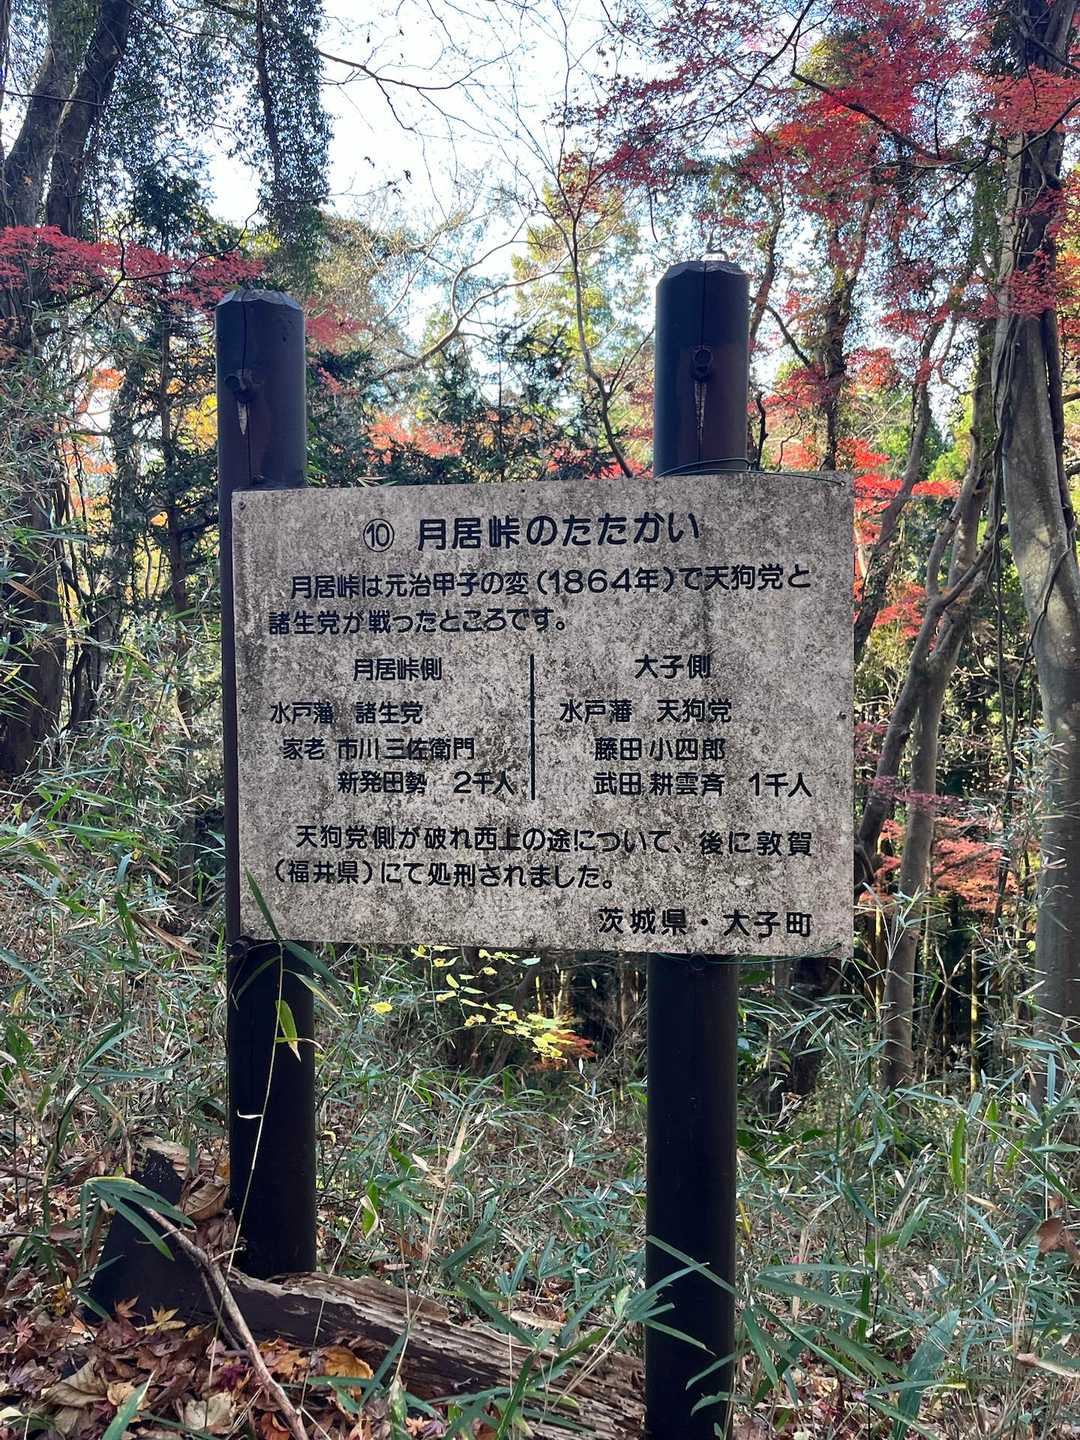 ⑩ 月居峠のたたかい
月居峠は元治甲子の変(1864年)で天狗党と
諸生党が戦ったところです。
月居峠側
水戸藩 諸生党
家老 市川三佐衛門
新発田勢 2千人
大子側
水戸藩 天狗党
藤田 小四郎
武田 耕雲斉 1千人
天狗党側が破れ西上の途について、後に敦賀
(福井県)にて処刑されました。
茨城県・大子町